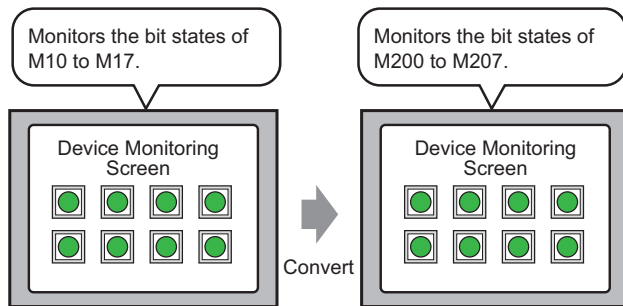 Monitors the bit states of
M10 to M17.
Monitors the bit states of
M200 to M207.
Device Monitoring
Screen
Convert
Device Monitoring
Screen